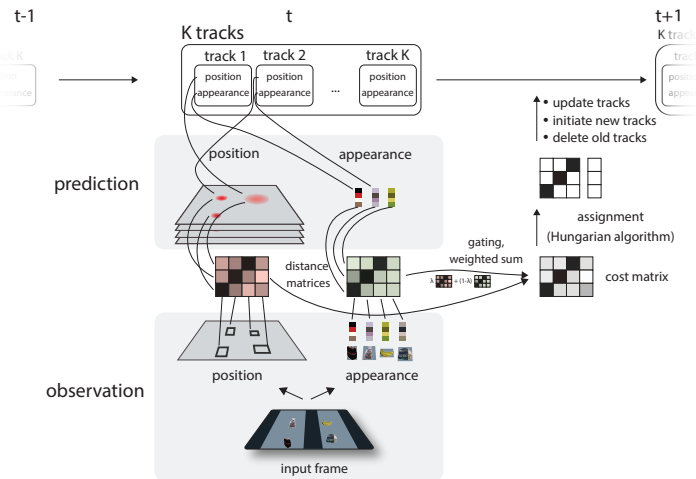 t-1
t
t+1
K tracks
K track
track 1
track 2
track K
position
appearance
position
appearance
...
position
appearance
• update tracks
• initiate new tracks
• delete old tracks
position
appearance
prediction
assignment
(Hungarian algorithm)
gating,
weighted sum
distance
matrices
λ
+ (1-λ)
cost matrix
observation
position
appearance
input frame